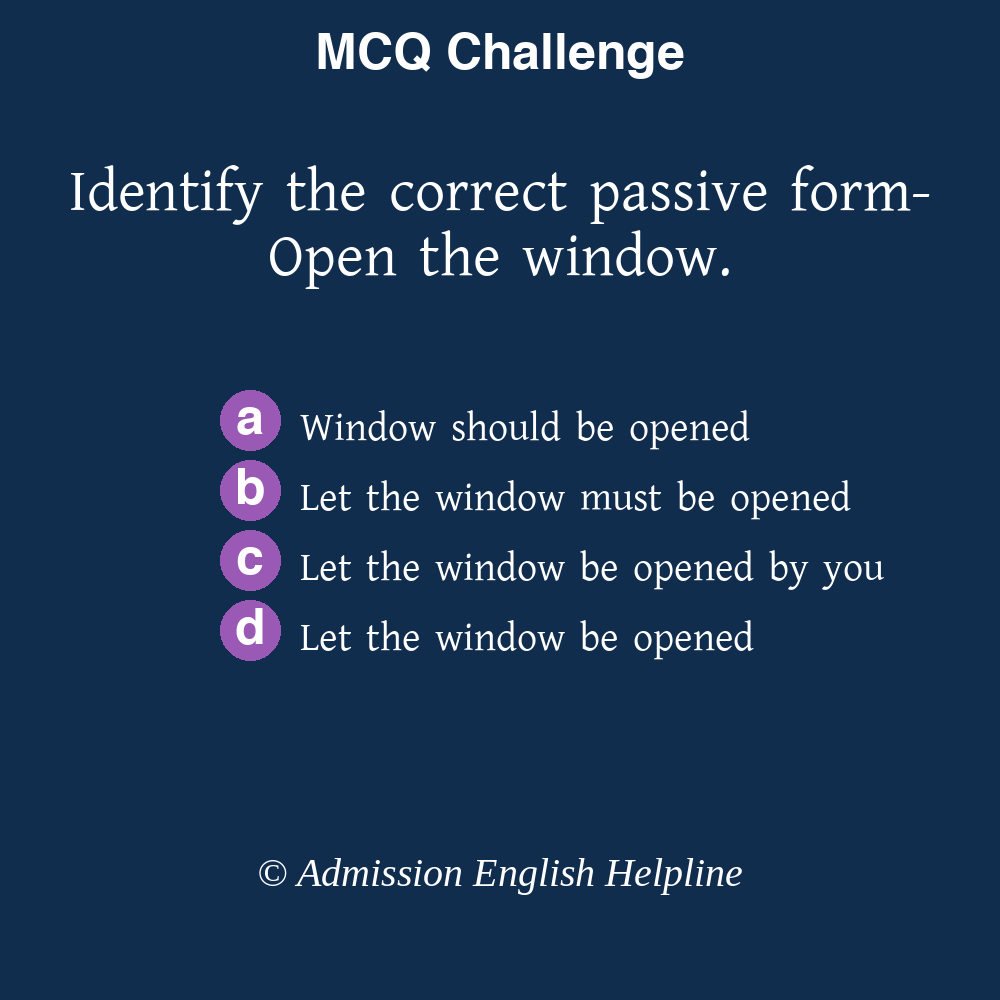 MCQ Challenge
Identify the correct passive form-
Open the window.
a Window should be opened
b Let the window must be opened
c Let the window be opened by you
d Let the window be opened
© Admission English Helpline